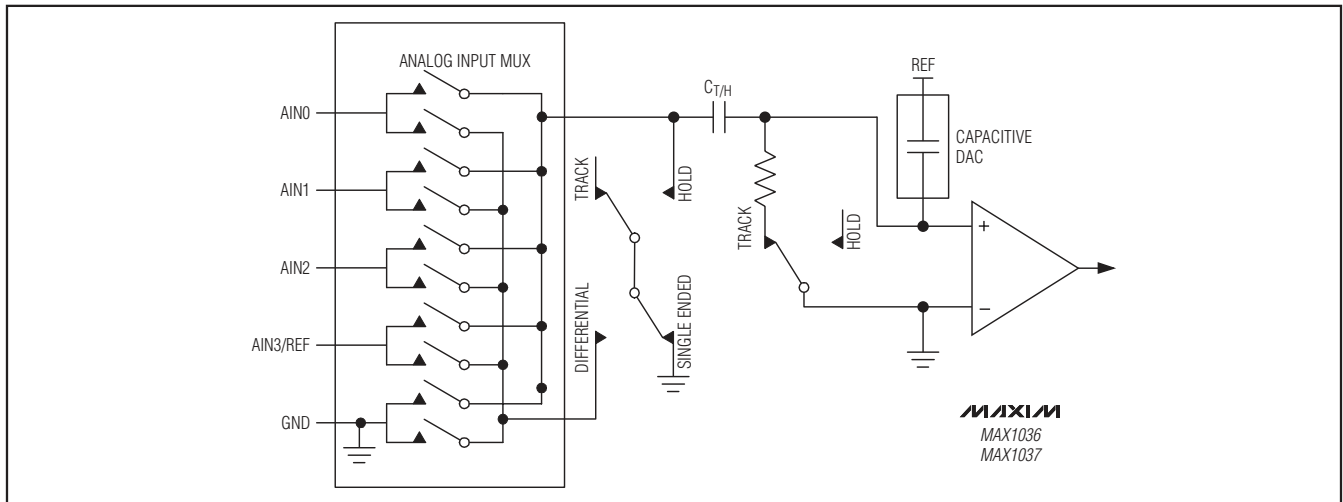 ANALOG INPUT MUX
AIN0
AIN1
AIN2
AIN3/REF
GND
TRACK
HOLD
DIFFERENTIAL
SINGLE ENDED
CT/H
TRACK
HOLD
REF
CAPACITIVE
DAC
+
−
MAXIM
MAX1036
MAX1037